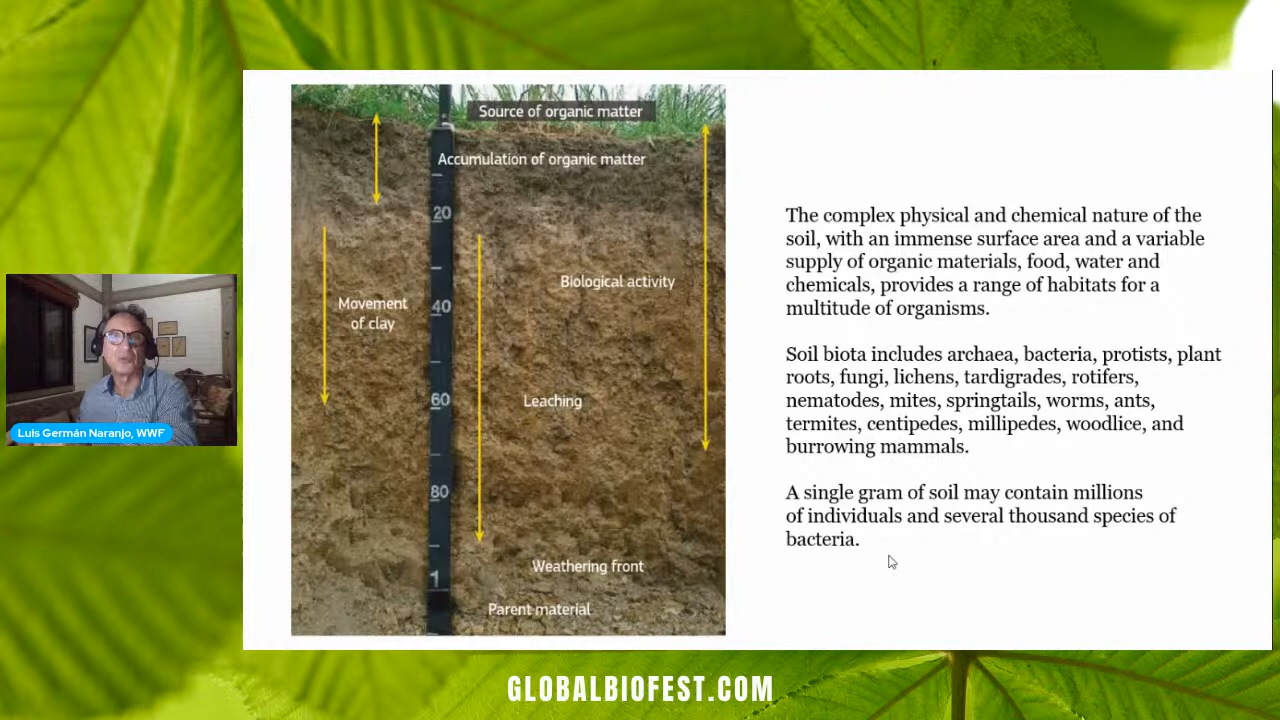 Source of organic matter
Accumulation of organic matter
20
Biological activity
Movement
of clay
40
60
Leaching
80
Weathering front
1
Parent material
The complex physical and chemical nature of the
soil, with an immense surface area and a variable
supply of organic materials, food, water and
chemicals, provides a range of habitats for a
multitude of organisms.
Soil biota includes archaea, bacteria, protists, plant
roots, fungi, lichens, tardigrades, rotifers,
nematodes, mites, springtails, worms, ants,
termites, centipedes, millipedes, woodlice, and
burrowing mammals.
A single gram of soil may contain millions
of individuals and several thousand species of
bacteria.
Luis Germán Naranjo, WWF
GLOBALBIOFEST.COM